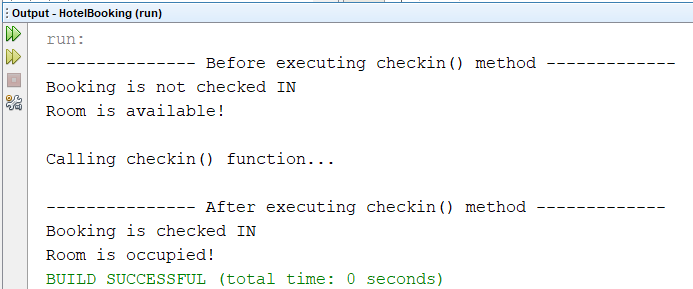 Output - HotelBooking (run)
run:
--------------- Before executing checkin() method -------------
Booking is not checked IN
Room is available!
Calling checkin() function...
--------------- After executing checkin() method -------------
Booking is checked IN
Room is occupied!
BUILD SUCCESSFUL (total time: 0 seconds)